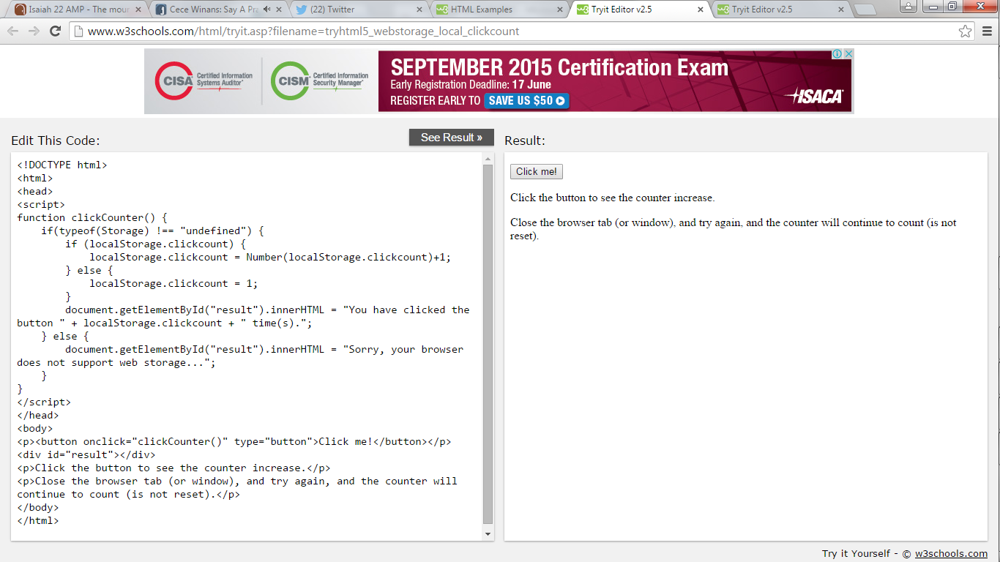 Isaiah 22 AMP - The mour
Cece Winans: Say A Pra
(22) Twitter
HTML Examples
Tryit Editor v2.5
Tryit Editor v2.5
www.w3schools.com/html/tryit.asp?filename=tryhtml5_webstorage_local_clickcount
CISA Certified Information Systems Auditor®
CISM Certified Information Security Manager®
SEPTEMBER 2015 Certification Exam
Early Registration Deadline: 17 June
REGISTER EARLY TO SAVE US $50
ISACA®
Edit This Code:
See Result »
Result:
<!DOCTYPE html>
<html>
<head>
<script>
function clickCounter() {
    if(typeof(Storage) !== "undefined") {
        if (localStorage.clickcount) {
            localStorage.clickcount = Number(localStorage.clickcount)+1;
        } else {
            localStorage.clickcount = 1;
        }
        document.getElementById("result").innerHTML = "You have clicked the
button " + localStorage.clickcount + " time(s).";
    } else {
        document.getElementById("result").innerHTML = "Sorry, your browser
does not support web storage...";
    }
}
</script>
</head>
<body>
<p><button onclick="clickCounter()" type="button">Click me!</button></p>
<div id="result"></div>
<p>Click the button to see the counter increase.</p>
<p>Close the browser tab (or window), and try again, and the counter will
continue to count (is not reset).</p>
</body>
</html>
Click me!
Click the button to see the counter increase.
Close the browser tab (or window), and try again, and the counter will continue to count (is not
reset).
Try it Yourself - © w3schools.com